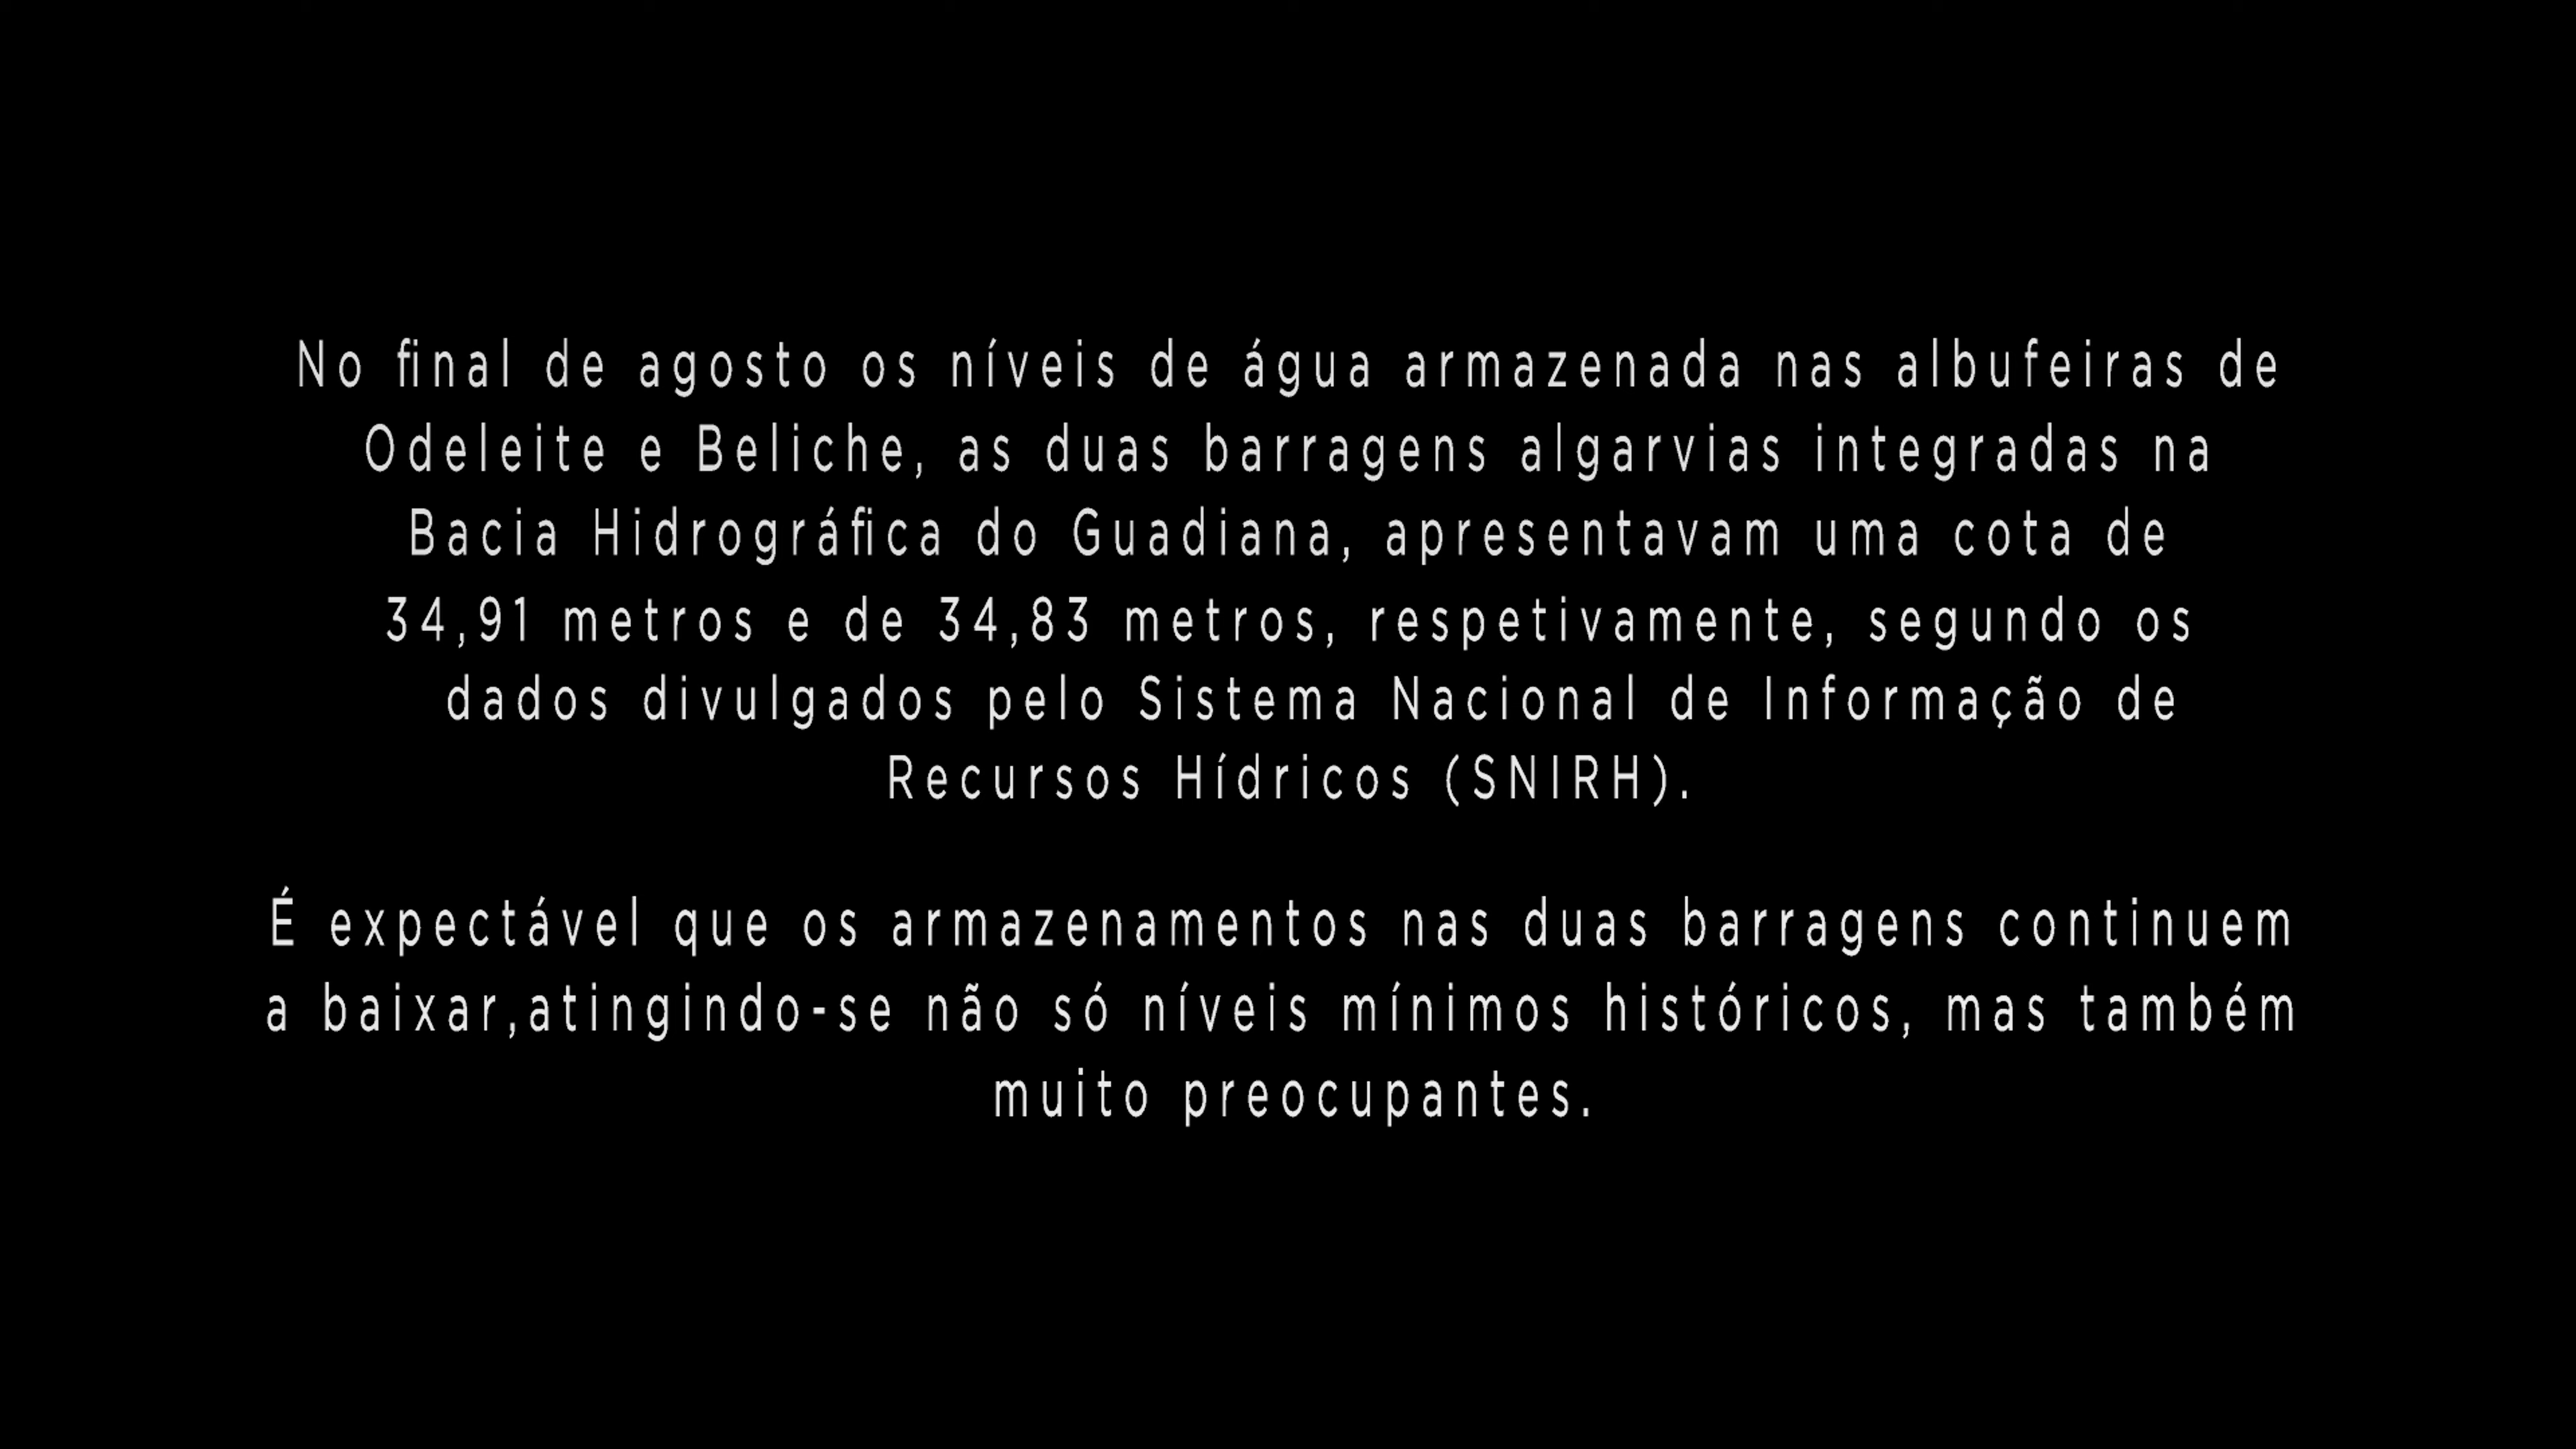 No final de agosto os níveis de água armazenada nas albufeiras de
Odeleite e Beliche, as duas barragens algarvias integradas na
Bacia Hidrográfica do Guadiana, apresentavam uma cota de
34,91 metros e de 34,83 metros, respetivamente, segundo os
dados divulgados pelo Sistema Nacional de Informação de
Recursos Hídricos (SNIRH).
É expectável que os armazenamentos nas duas barragens continuem
a baixar,atingindo-se não só níveis mínimos históricos, mas também
muito preocupantes.